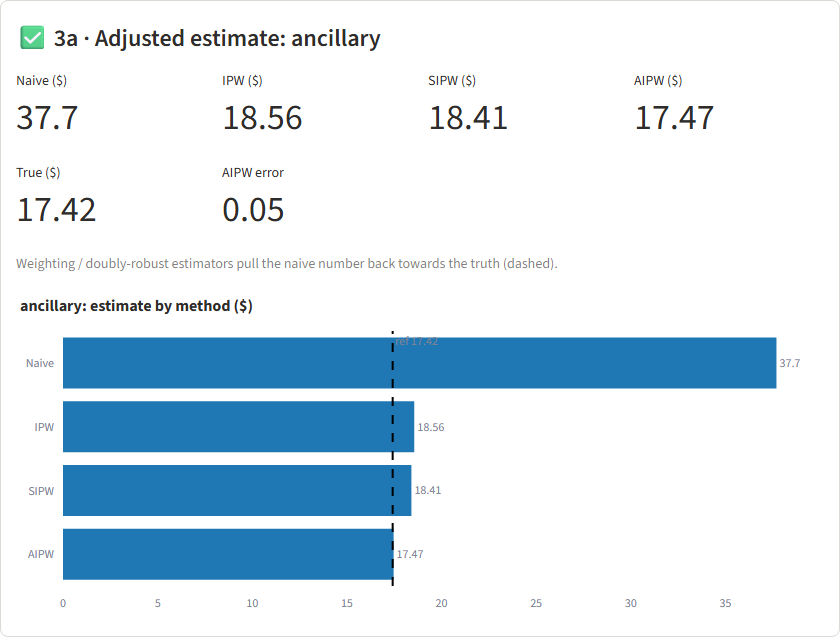 ✅ 3a · Adjusted estimate: ancillary
Naive ($) IPW ($) SIPW ($) AIPW ($)
37.7 18.56 18.41 17.47
True ($) AIPW error
17.42 0.05
Weighting / doubly-robust estimators pull the naive number back towards the truth (dashed).
ancillary: estimate by method ($)
ref 17.42
Naive 37.7
IPW 18.56
SIPW 18.41
AIPW 17.47
0 5 10 15 20 25 30 35